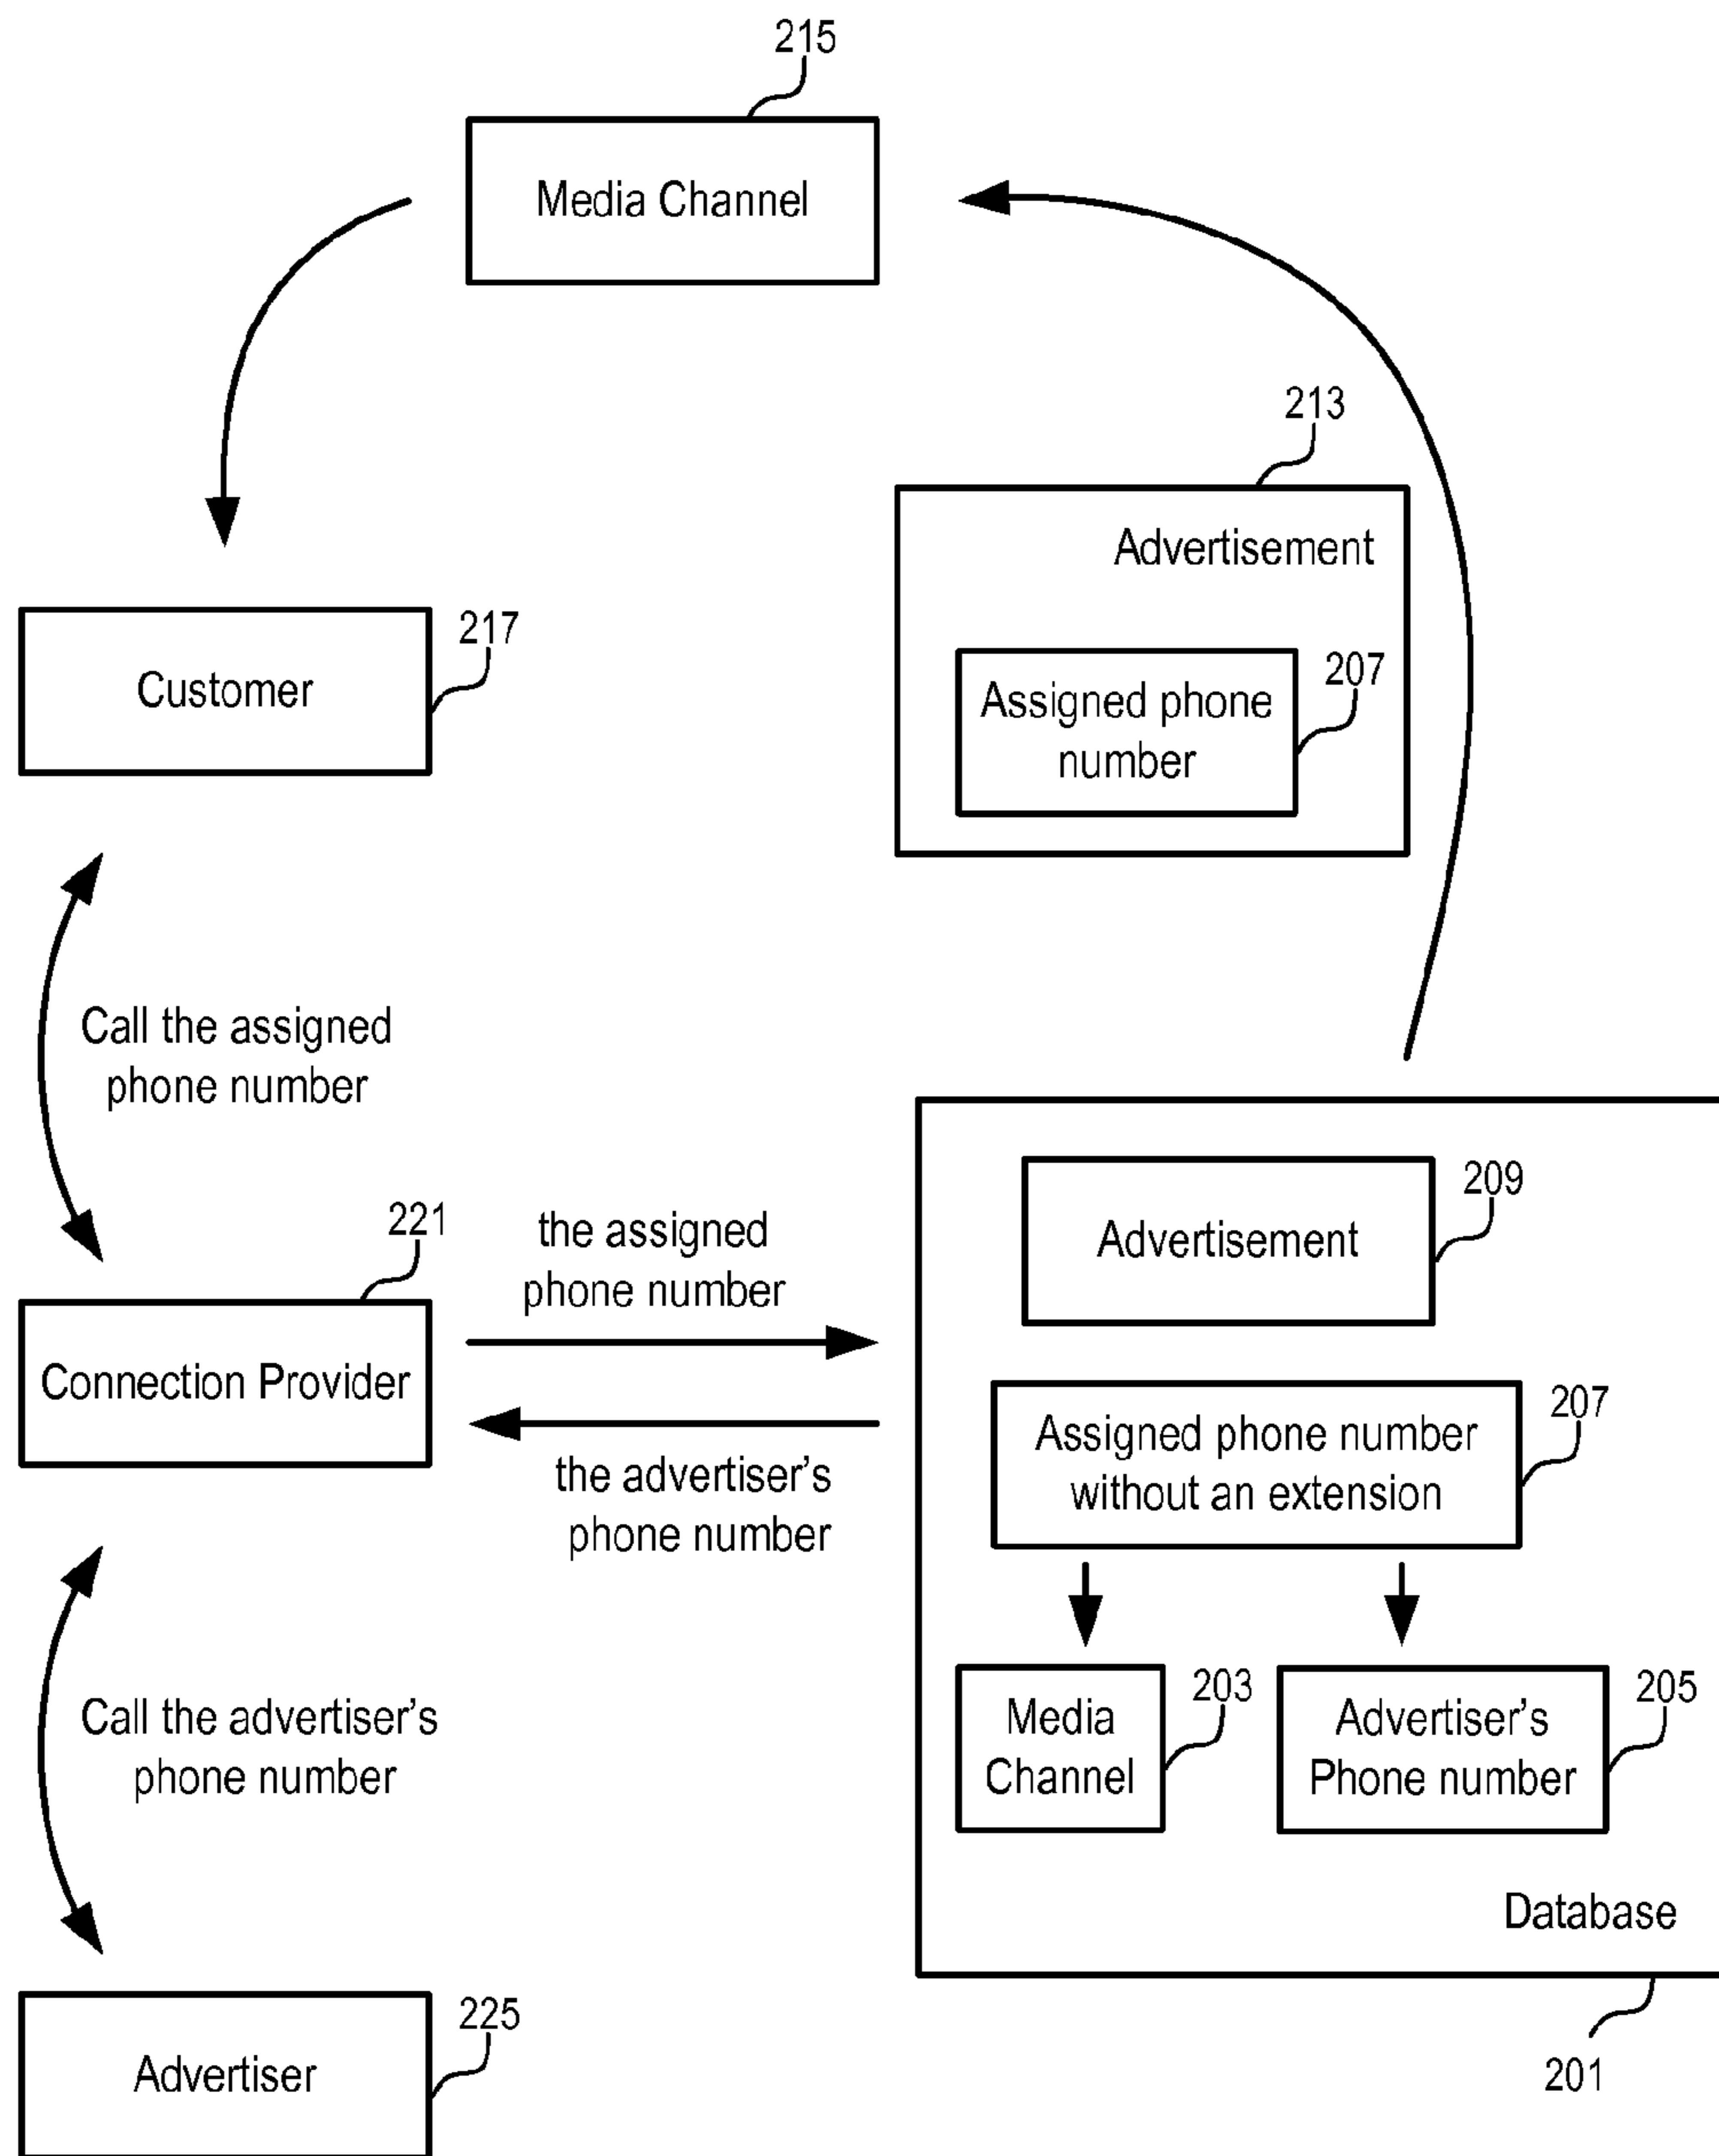 215
Media Channel
213
Advertisement
217
Customer
207
Assigned phone
number
Call the assigned
phone number
221
the assigned
phone number
209
Advertisement
Connection Provider
207
Assigned phone number
without an extension
the advertiser's
phone number
203
Media
Channel
205
Advertiser's
Phone number
Call the advertiser's
phone number
Database
225
Advertiser
201